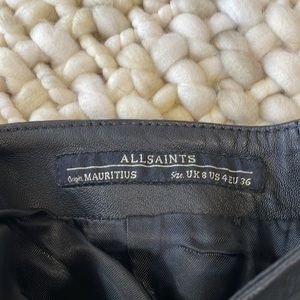 ALLSAINTS
Origin. MAURITIUS Size. UK 8 US 4 EU 36